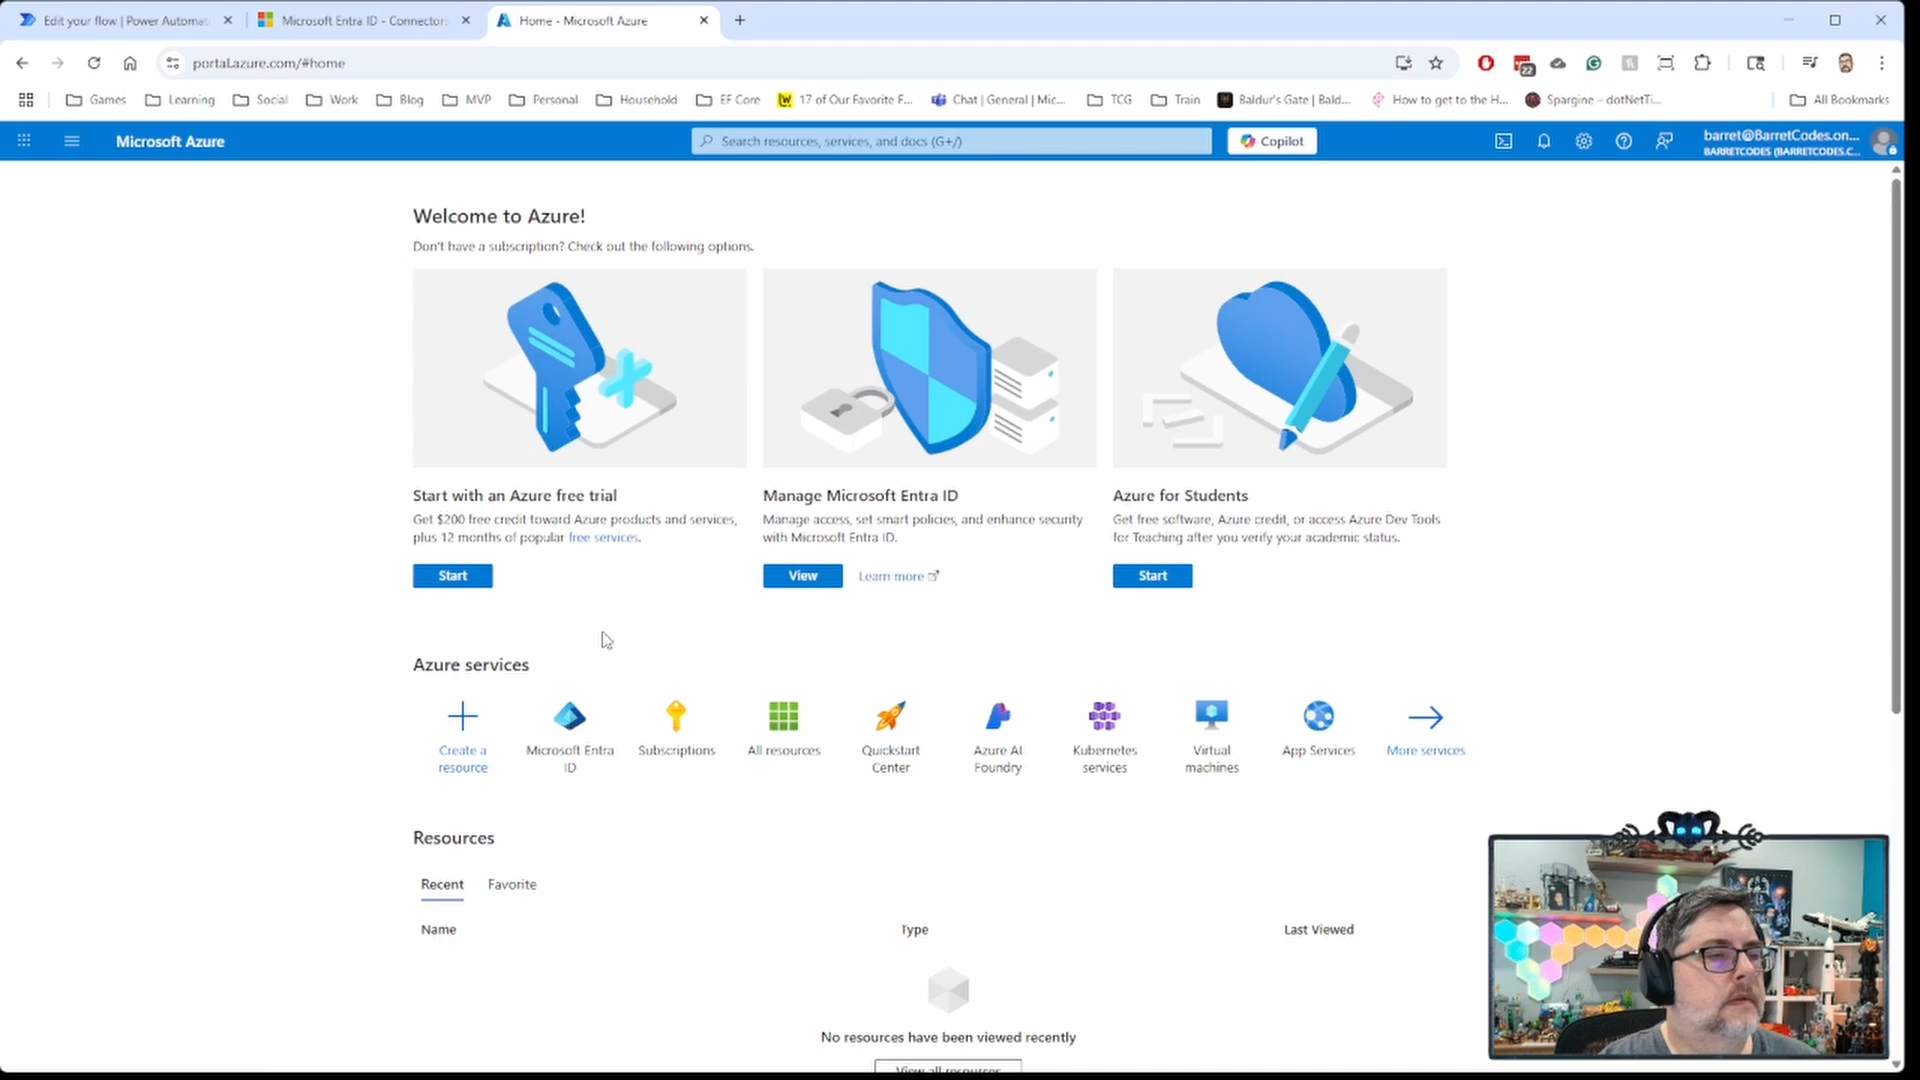 Edit your flow | Power Automat
Microsoft Entra ID - Connectors
Home - Microsoft Azure
portal.azure.com/#home
22
Games
Learning
Social
Work
Blog
MVP
Personal
Household
EF Core
17 of Our Favorite F...
Chat | General | Mic...
TCG
Train
Baldur's Gate | Bald...
How to get to the H...
Spargine – dotNetTi...
All Bookmarks
Microsoft Azure
Search resources, services, and docs (G+/)
Copilot
barret@BarretCodes.on...
BARRETCODES (BARRETCODES.C...
Welcome to Azure!
Don't have a subscription? Check out the following options.
Start with an Azure free trial
Get $200 free credit toward Azure products and services,
plus 12 months of popular free services.
Start
Manage Microsoft Entra ID
Manage access, set smart policies, and enhance security
with Microsoft Entra ID.
View
Learn more
Azure for Students
Get free software, Azure credit, or access Azure Dev Tools
for Teaching after you verify your academic status.
Start
Azure services
Create a
resource
Microsoft Entra
ID
Subscriptions
All resources
Quickstart
Center
Azure AI
Foundry
Kubernetes
services
Virtual
machines
App Services
More services
Resources
Recent
Favorite
Name
Type
Last Viewed
No resources have been viewed recently
View all resources